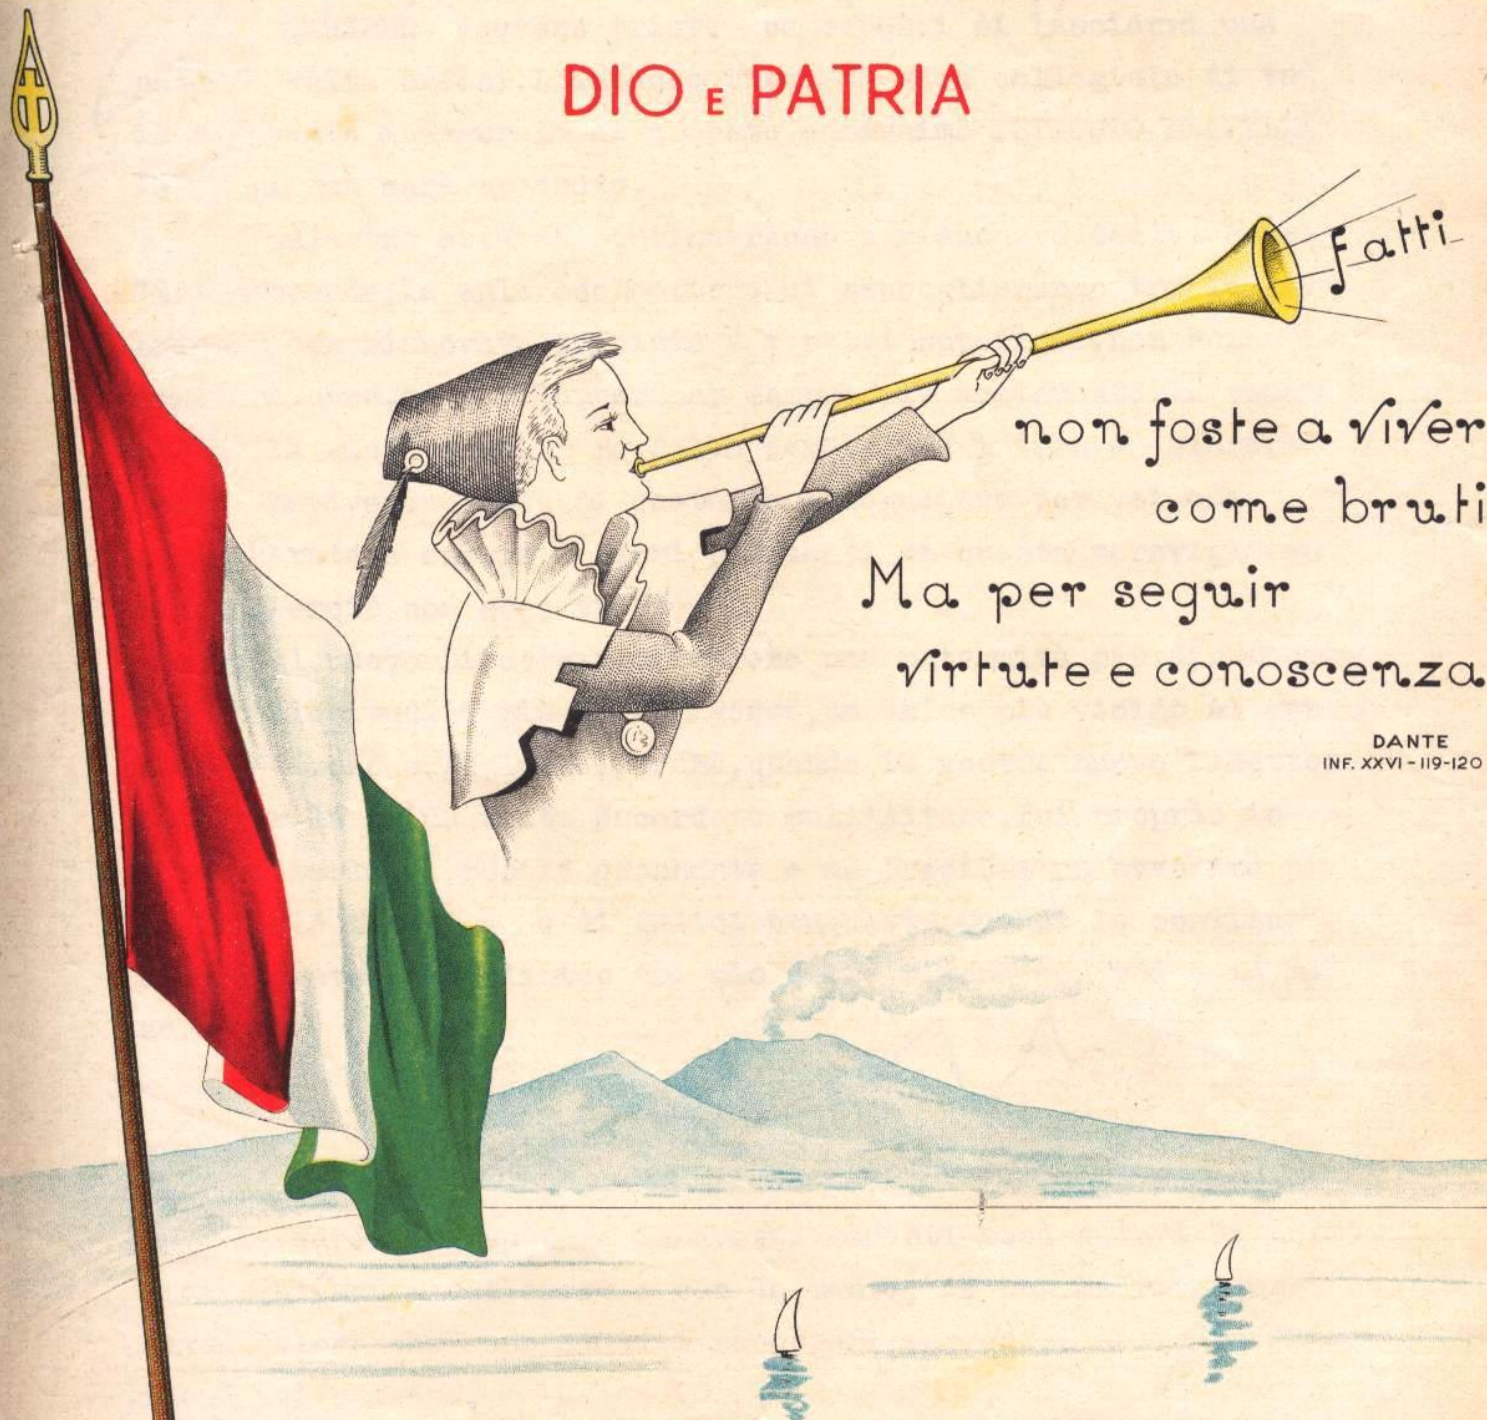 DIO E PATRIA
fatti
non foste a viver
come bruti
Ma per seguir
virtute e conoscenza
DANTE
INF. XXVI - 119-120